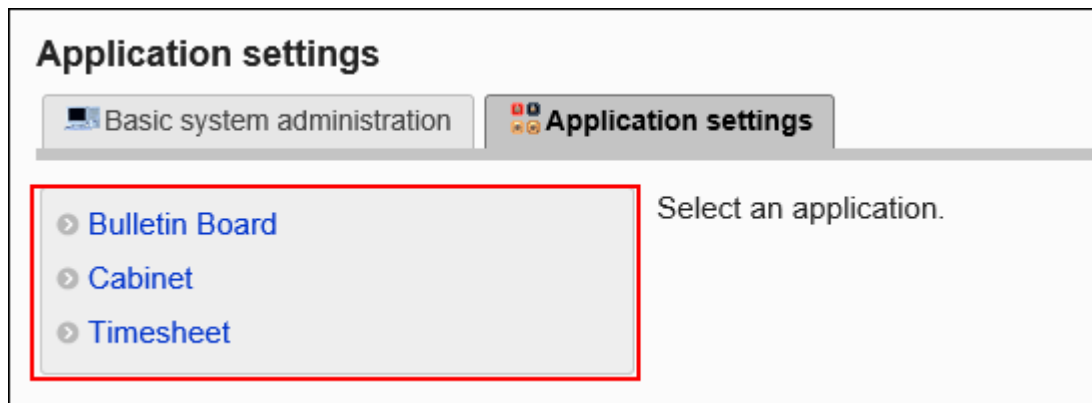 Application settings
Basic system administration
Application settings
Bulletin Board
Select an application.
Cabinet
Timesheet